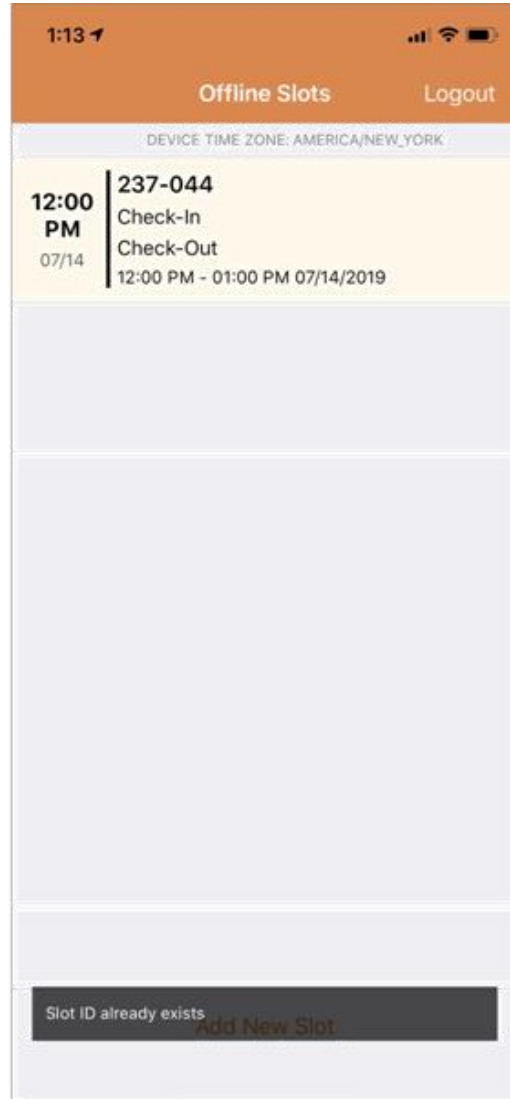 1:13
Offline Slots
Logout
DEVICE TIME ZONE: AMERICA/NEW_YORK
12:00
PM
07/14
237-044
Check-In
Check-Out
12:00 PM - 01:00 PM 07/14/2019
Slot ID already exists
Add New Slot